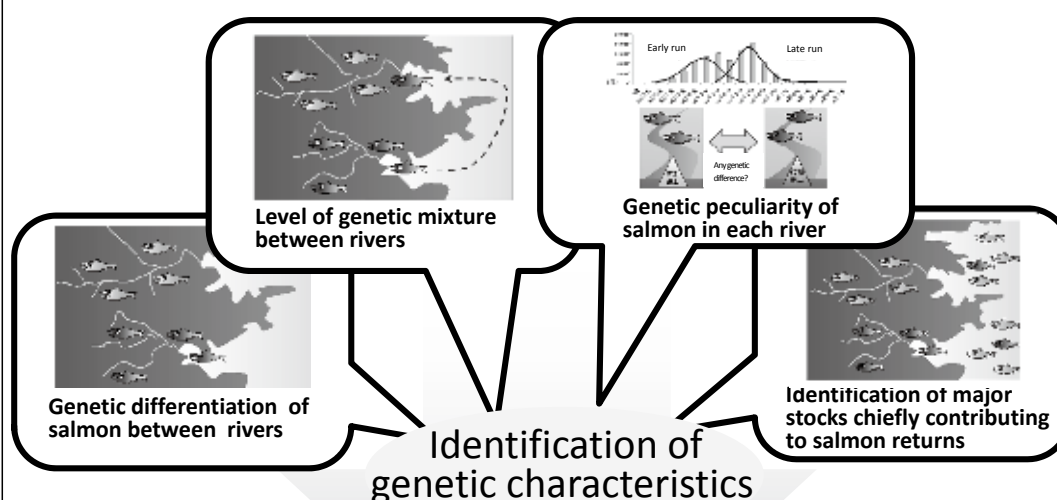 Early run
Late run
Any genetic
difference?
Level of genetic mixture
between rivers
Genetic peculiarity of
salmon in each river
Genetic differentiation of
salmon between rivers
Identification of major
stocks chiefly contributing
to salmon returns
Identification of
genetic characteristics